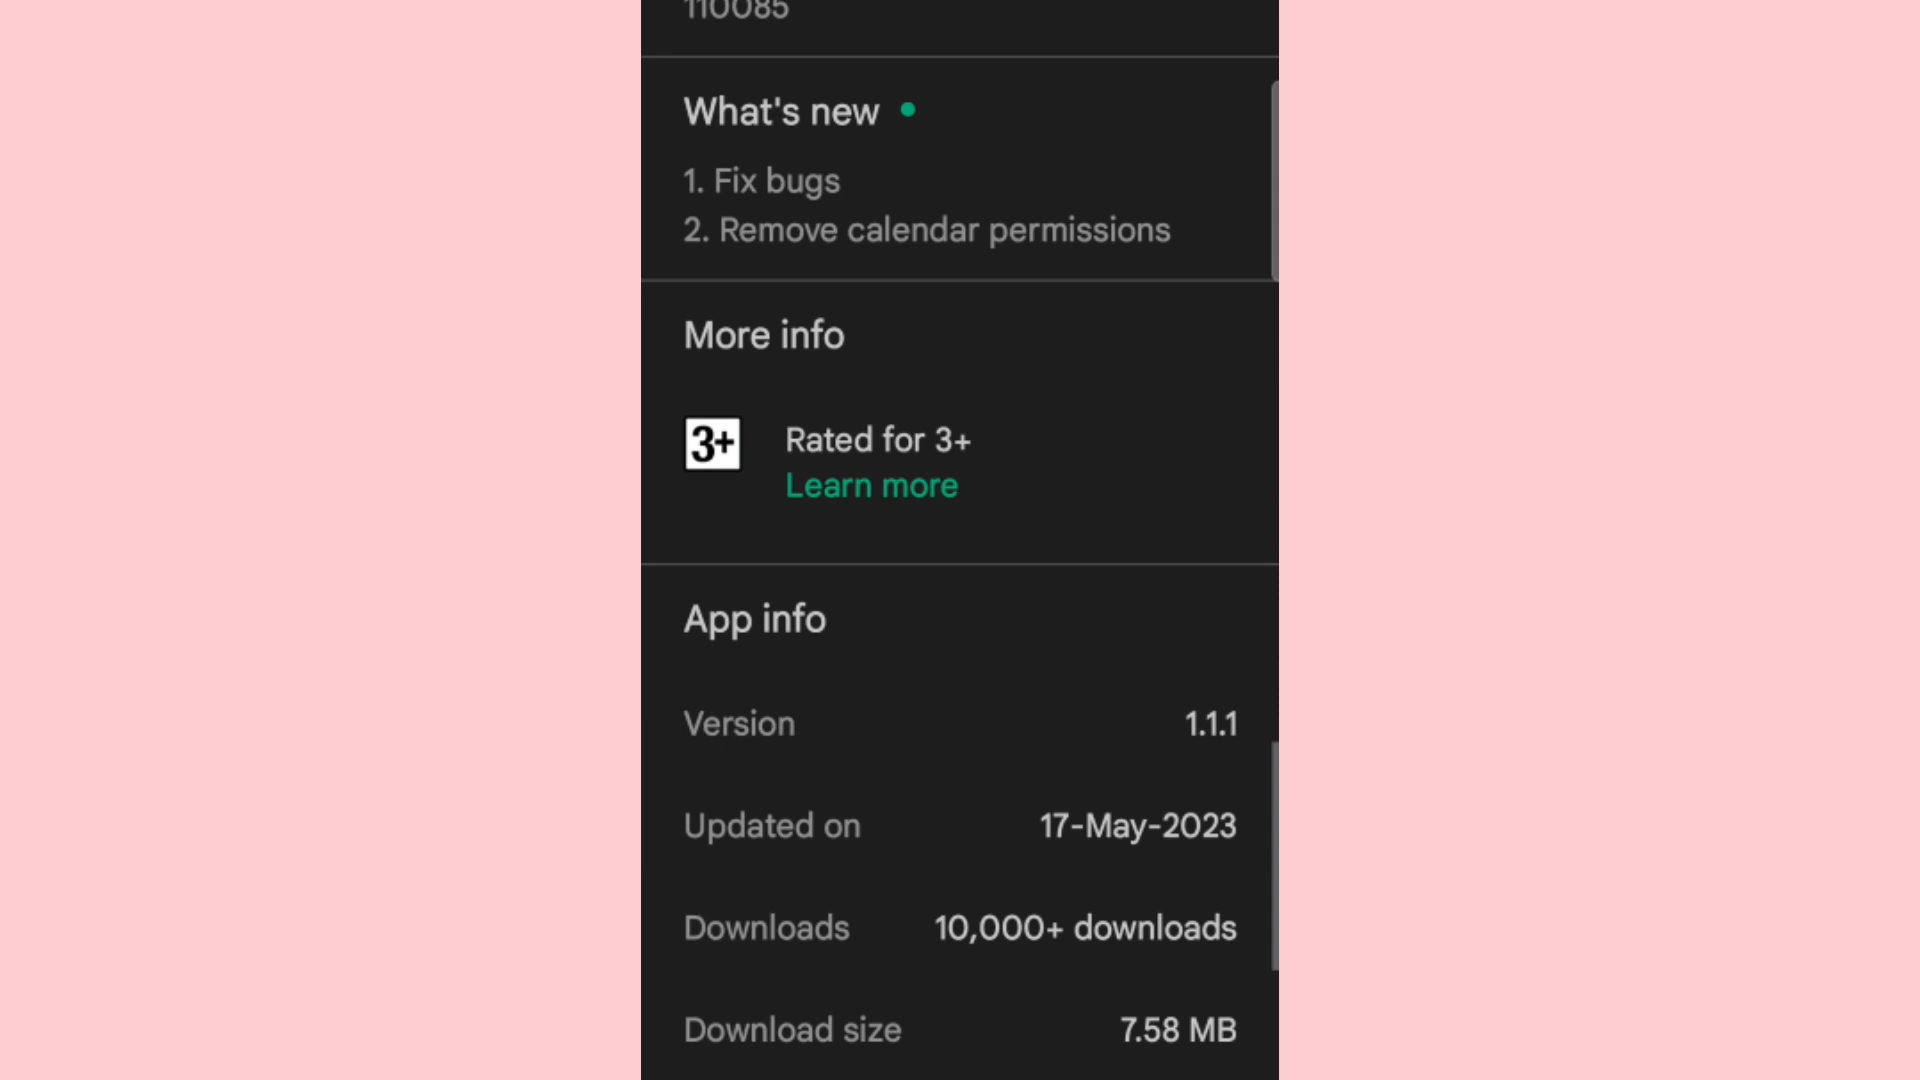 110085
What's new
1. Fix bugs
2. Remove calendar permissions
More info
3+
Rated for 3+
Learn more
App info
Version 1.1.1
Updated on 17-May-2023
Downloads 10,000+ downloads
Download size 7.58 MB